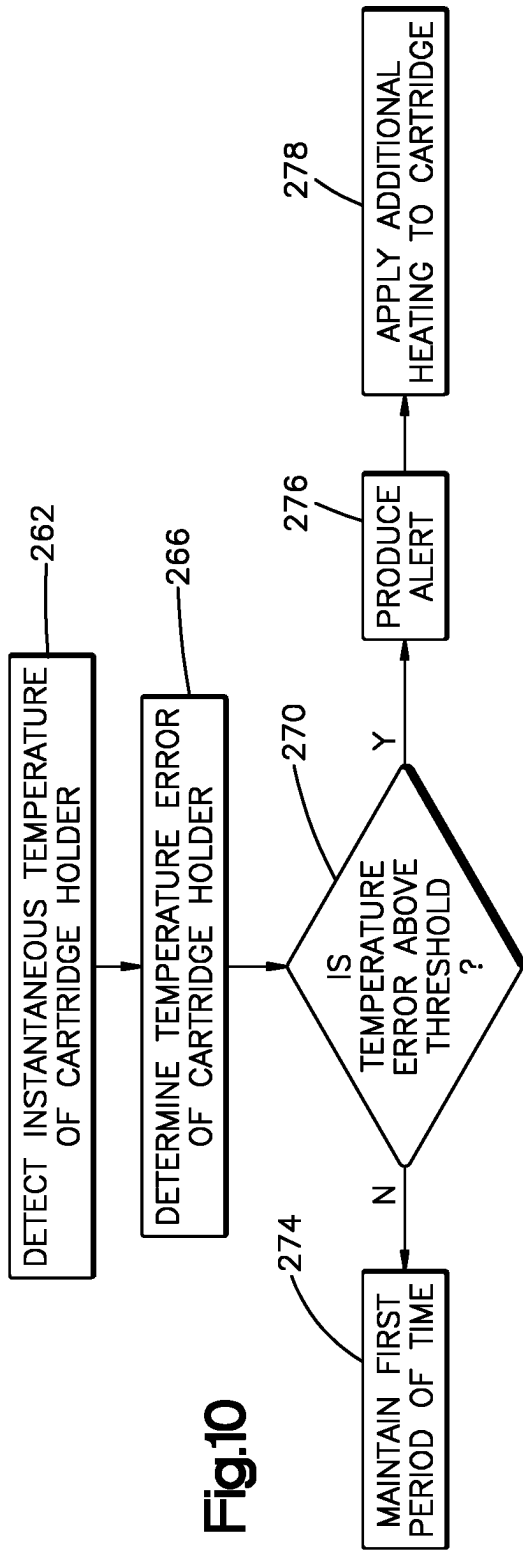 DETECT INSTANTANEOUS TEMPERATURE
OF CARTRIDGE HOLDER
262
DETERMINE TEMPERATURE ERROR
OF CARTRIDGE HOLDER
266
IS
TEMPERATURE
ERROR ABOVE
THRESHOLD
?
270
N
MAINTAIN FIRST
PERIOD OF TIME
274
Y
PRODUCE
ALERT
276
APPLY ADDITIONAL
HEATING TO CARTRIDGE
278
Fig.10